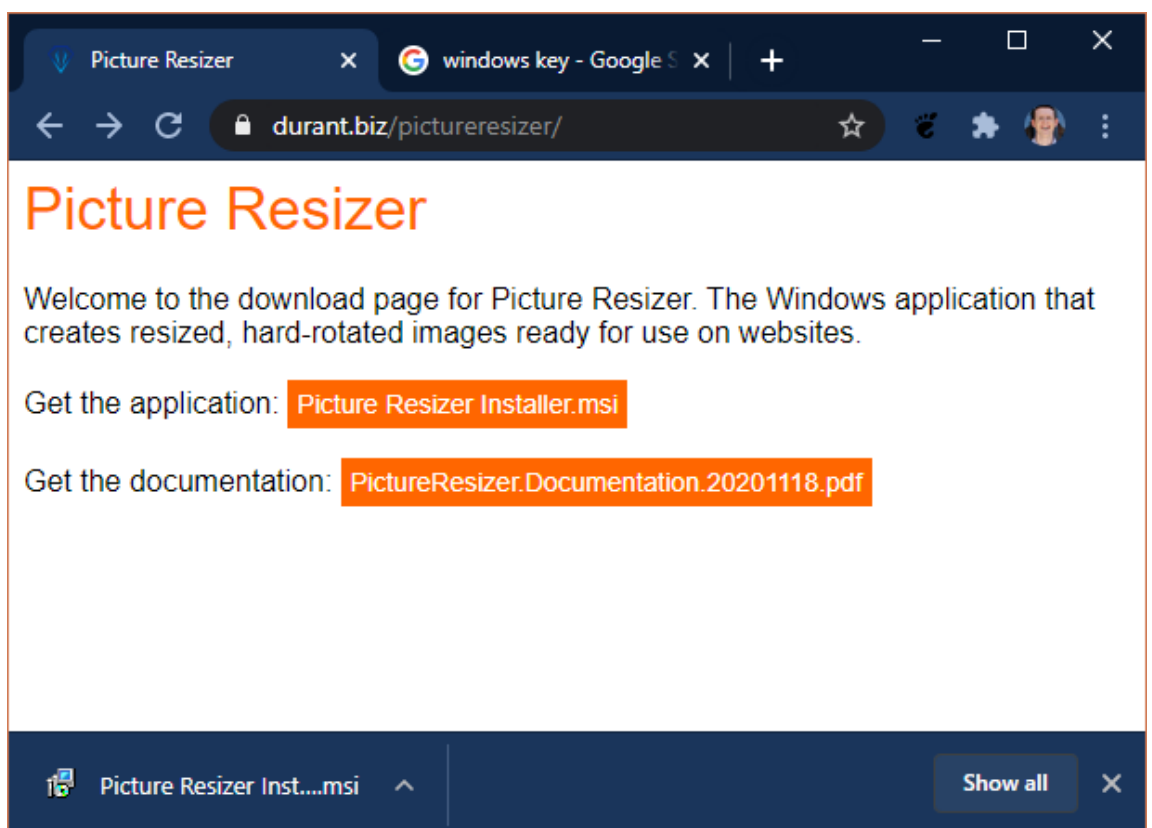 Picture Resizer
windows key - Google S
durant.biz/pictureresizer/
Picture Resizer
Welcome to the download page for Picture Resizer. The Windows application that
creates resized, hard-rotated images ready for use on websites.
Get the application: Picture Resizer Installer.msi
Get the documentation: PictureResizer.Documentation.20201118.pdf
Picture Resizer Inst....msi
Show all